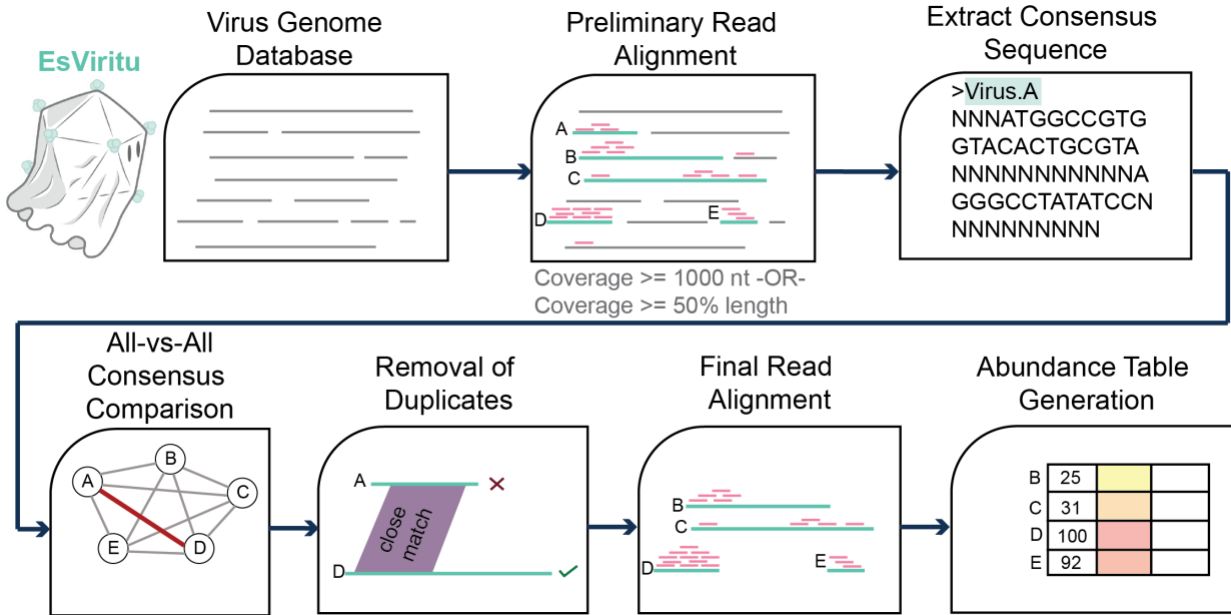 EsViritu
Virus Genome
Database
Preliminary Read
Alignment
A
B
C
D
E
Coverage >= 1000 nt -OR-
Coverage >= 50% length
Extract Consensus
Sequence
>Virus.A
NNNATGGCCGTG
GTACACTGCGTA
NNNNNNNNNNNNA
GGGCCTATATCCN
NNNNNNNNNN
All-vs-All
Consensus
Comparison
B
A
C
E
D
Removal of
Duplicates
A
close
match
D
Final Read
Alignment
B
C
D
E
Abundance Table
Generation
B 25
C 31
D 100
E 92